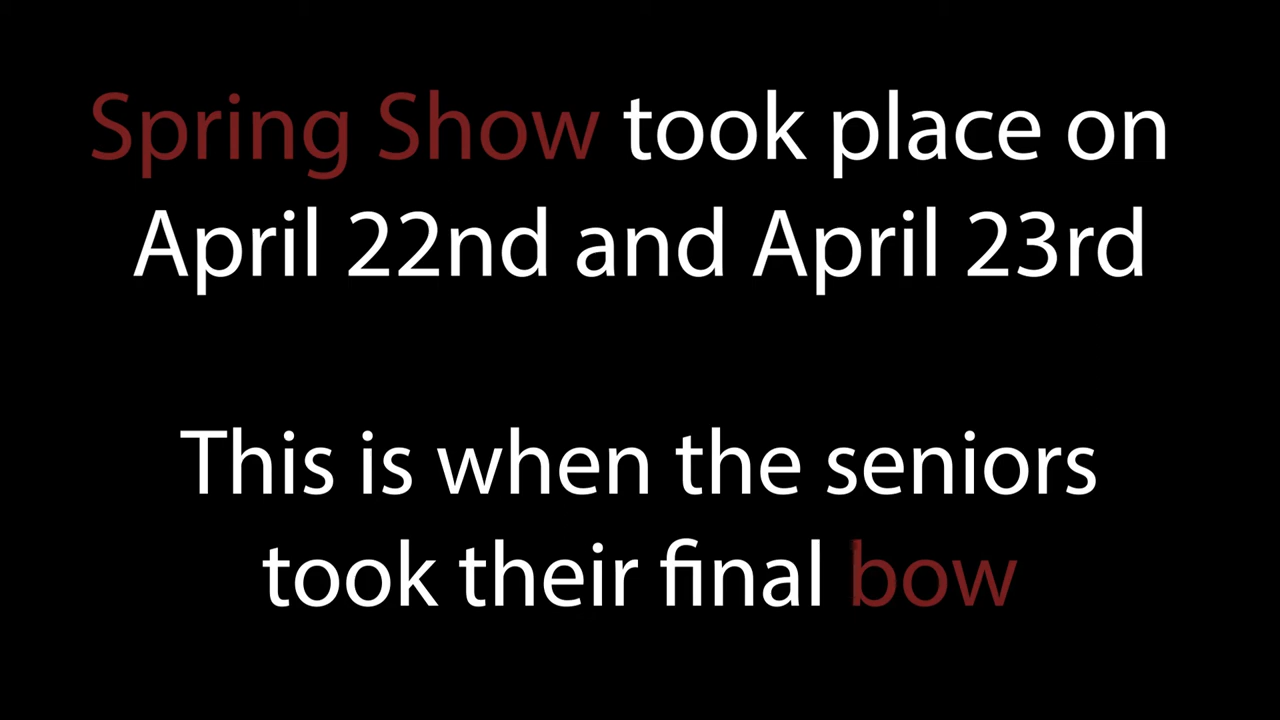 Spring Show took place on
April 22nd and April 23rd
This is when the seniors
took their final bow